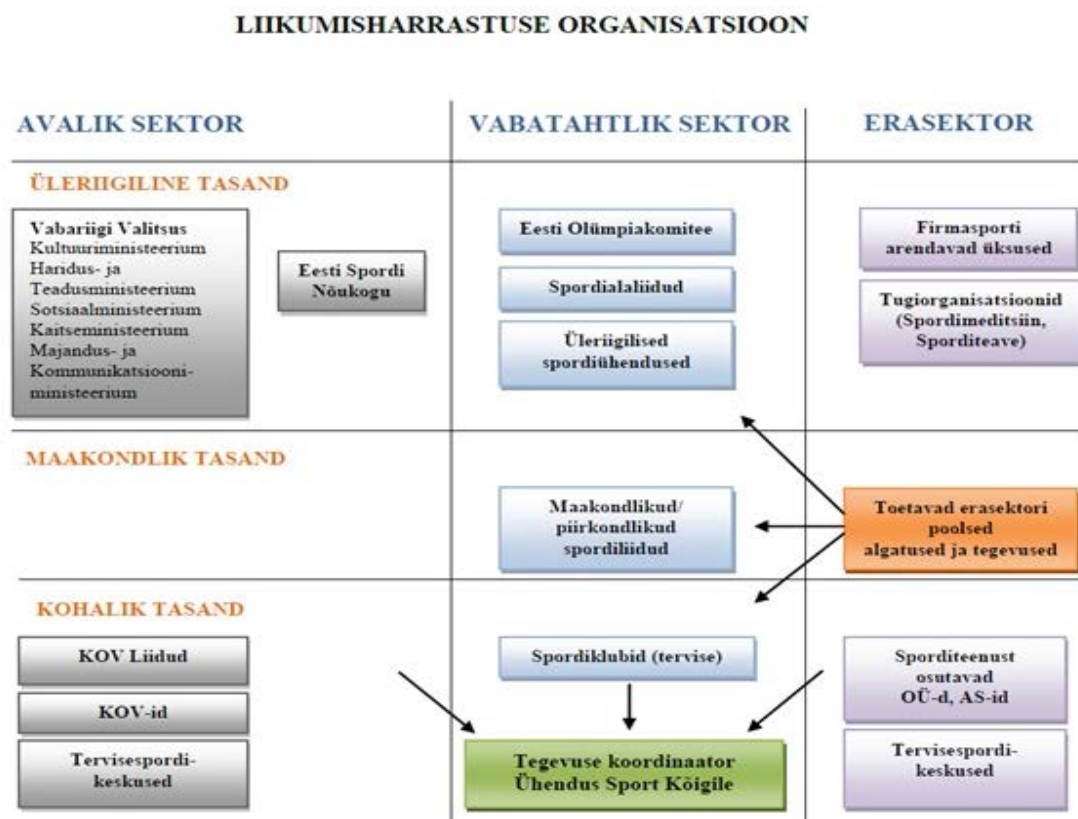 LIIKUMISHARRASTUSE ORGANISATSIOON
AVALIK SEKTOR
VABATAHTLIK SEKTOR
ERASEKTOR
ÜLERIIGILINE TASAND
Vabariigi Valitsus
Kultuuriministeerium
Haridus- ja
Teadusministeerium
Sotsiaalministeerium
Kaitseministeerium
Majandus- ja
Kommunikatsiooni-
ministeerium
Eesti Spordi
Nõukogu
Eesti Olümpiakomitee
Spordialaliidud
Üleriigilised
spordiühendused
Firmasporti
arendavad üksused
Tugiorganisatsioonid
(Spordimeditsiin,
Sporditeave)
MAAKONDLIK TASAND
Maakondlikud/
piirkondlikud
spordiliidud
Toetavad erasektori
poolsed
algatused ja tegevused
KOHALIK TASAND
KOV Liidud
KOV-id
Tervisespordi-
keskused
Spordiklubid (tervise)
Tegevuse koordinaator
Ühendus Sport Kõigile
Sporditeenust
osutavad
OÜ-d, AS-id
Tervisespordi-
keskused